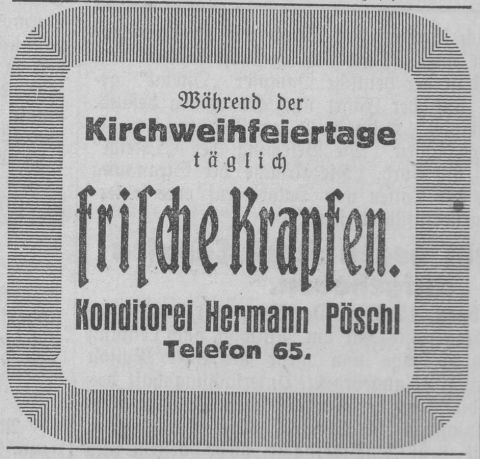 Während der
Kirchweihfeiertage
täglich
frische Krapfen.
Konditorei Hermann Pöschl
Telefon 65.